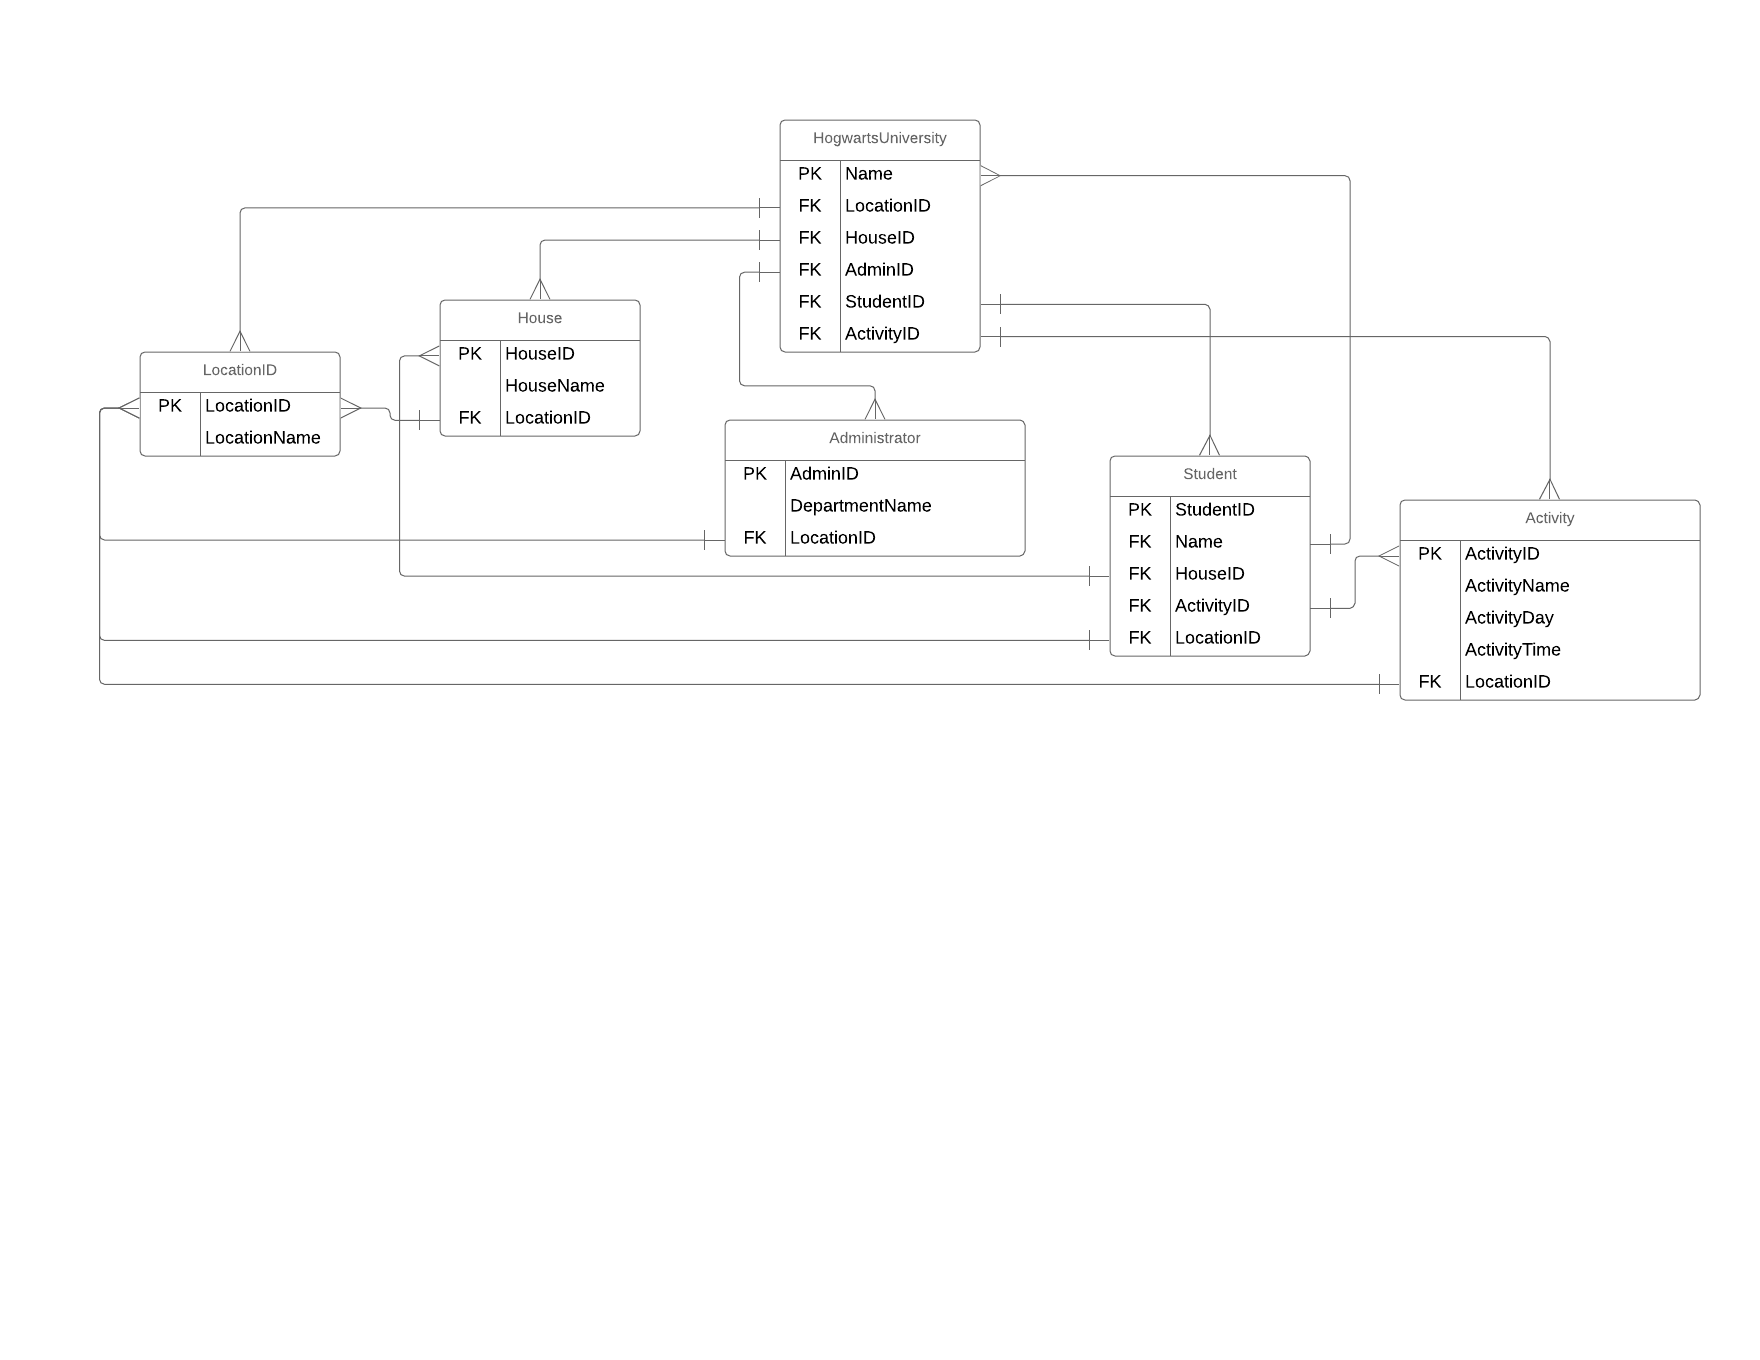 HogwartsUniversity
PK Name
FK LocationID
FK HouseID
FK AdminID
FK StudentID
FK ActivityID
House
PK HouseID
HouseName
FK LocationID
LocationID
PK LocationID
LocationName
Administrator
PK AdminID
DepartmentName
FK LocationID
Student
PK StudentID
FK Name
FK HouseID
FK ActivityID
FK LocationID
Activity
PK ActivityID
ActivityName
ActivityDay
ActivityTime
FK LocationID